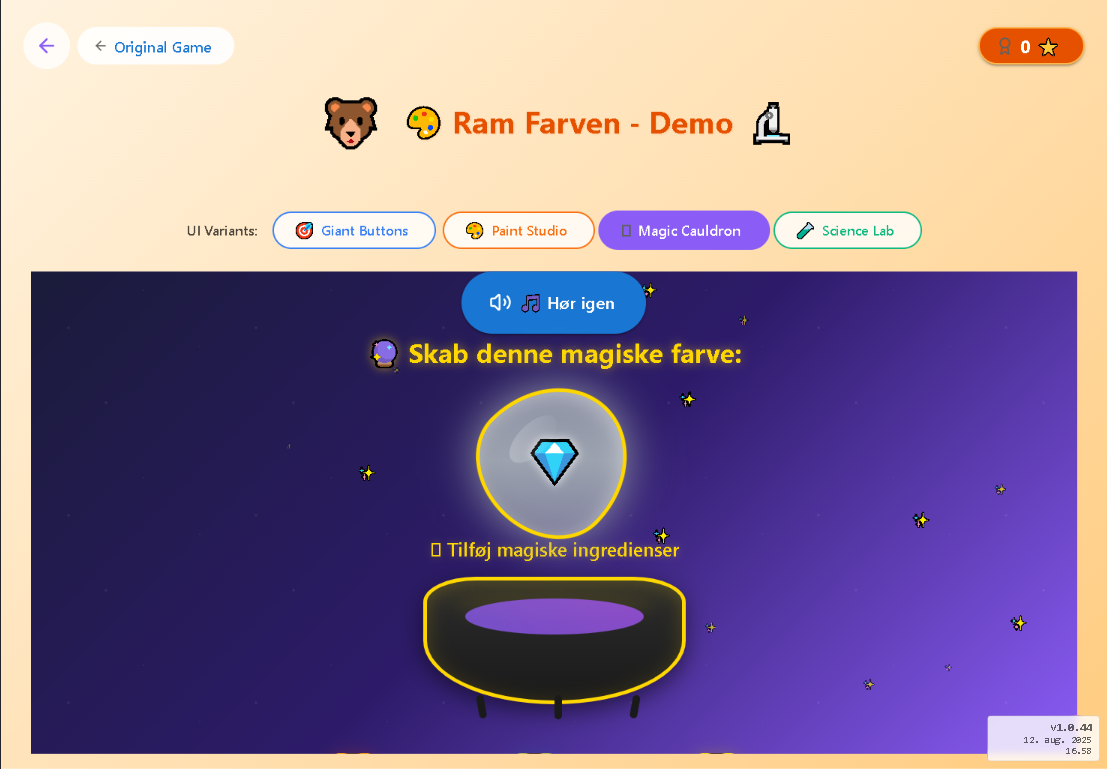 Original Game
0
Ram Farven - Demo
UI Variants:
Giant Buttons
Paint Studio
Magic Cauldron
Science Lab
Hør igen
Skab denne magiske farve:
Tilføj magiske ingredienser
v1.0.44
12. aug. 2025
16.58